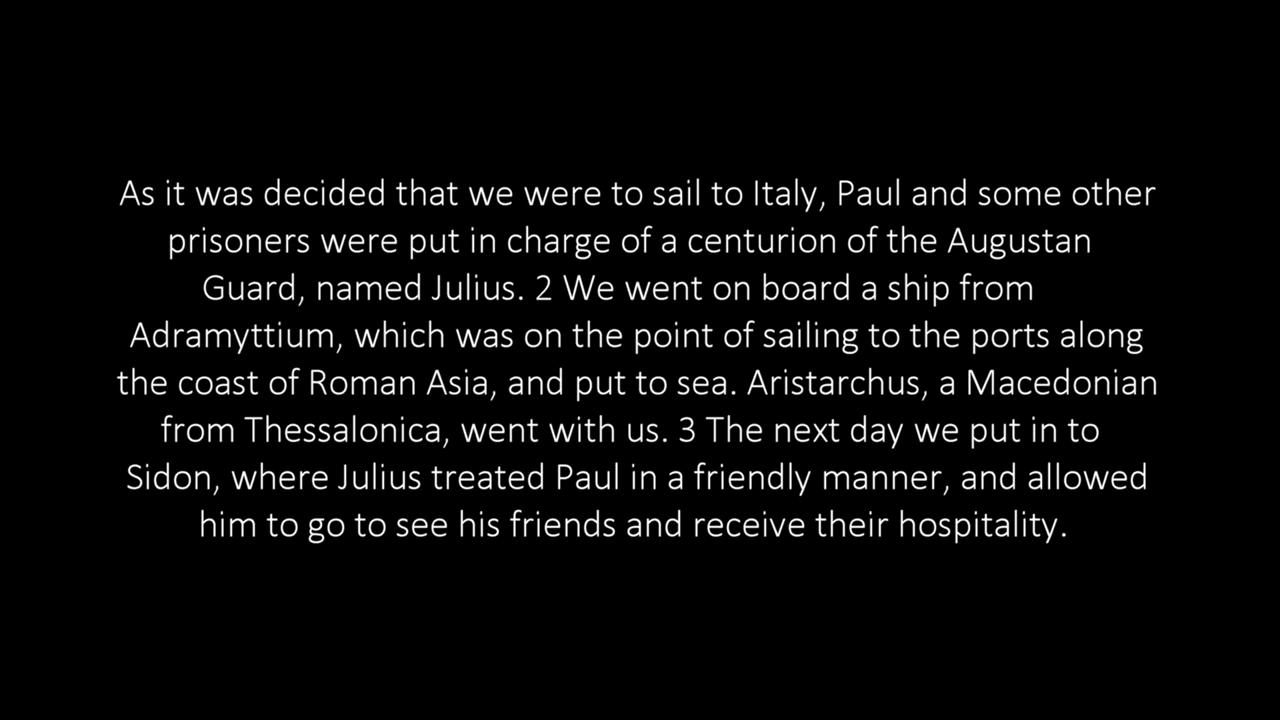 As it was decided that we were to sail to Italy, Paul and some other
prisoners were put in charge of a centurion of the Augustan
Guard, named Julius. 2 We went on board a ship from
Adramyttium, which was on the point of sailing to the ports along
the coast of Roman Asia, and put to sea. Aristarchus, a Macedonian
from Thessalonica, went with us. 3 The next day we put in to
Sidon, where Julius treated Paul in a friendly manner, and allowed
him to go to see his friends and receive their hospitality.